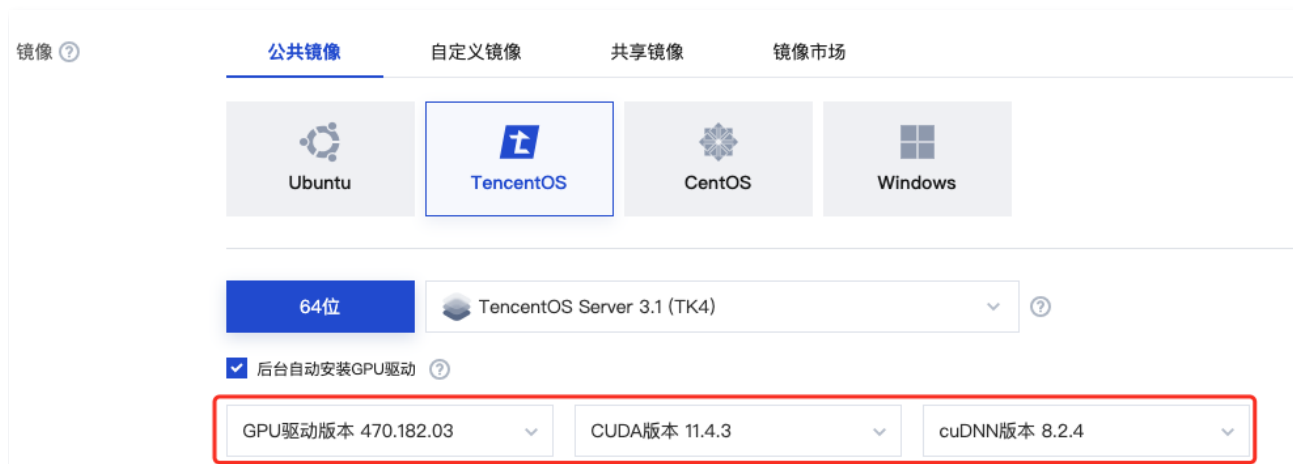 镜像
公共镜像 自定义镜像 共享镜像 镜像市场
Ubuntu TencentOS CentOS Windows
64位 TencentOS Server 3.1 (TK4)
后台自动安装GPU驱动
GPU驱动版本 470.182.03 CUDA版本 11.4.3 cuDNN版本 8.2.4